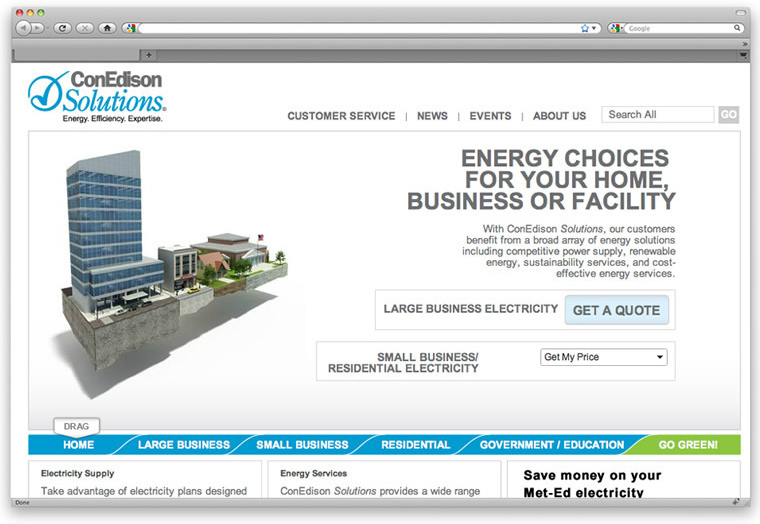 Google
ConEdison
Solutions®
Energy. Efficiency. Expertise.
CUSTOMER SERVICE | NEWS | EVENTS | ABOUT US
Search All
GO
ENERGY CHOICES
FOR YOUR HOME,
BUSINESS OR FACILITY
With ConEdison Solutions, our customers
benefit from a broad array of energy solutions
including competitive power supply, renewable
energy, sustainability services, and cost-
effective energy services.
LARGE BUSINESS ELECTRICITY
GET A QUOTE
SMALL BUSINESS/
RESIDENTIAL ELECTRICITY
Get My Price
DRAG
HOME
LARGE BUSINESS
SMALL BUSINESS
RESIDENTIAL
GOVERNMENT / EDUCATION
GO GREEN!
Electricity Supply
Take advantage of electricity plans designed
Energy Services
ConEdison Solutions provides a wide range
Save money on your
Met-Ed electricity
Done